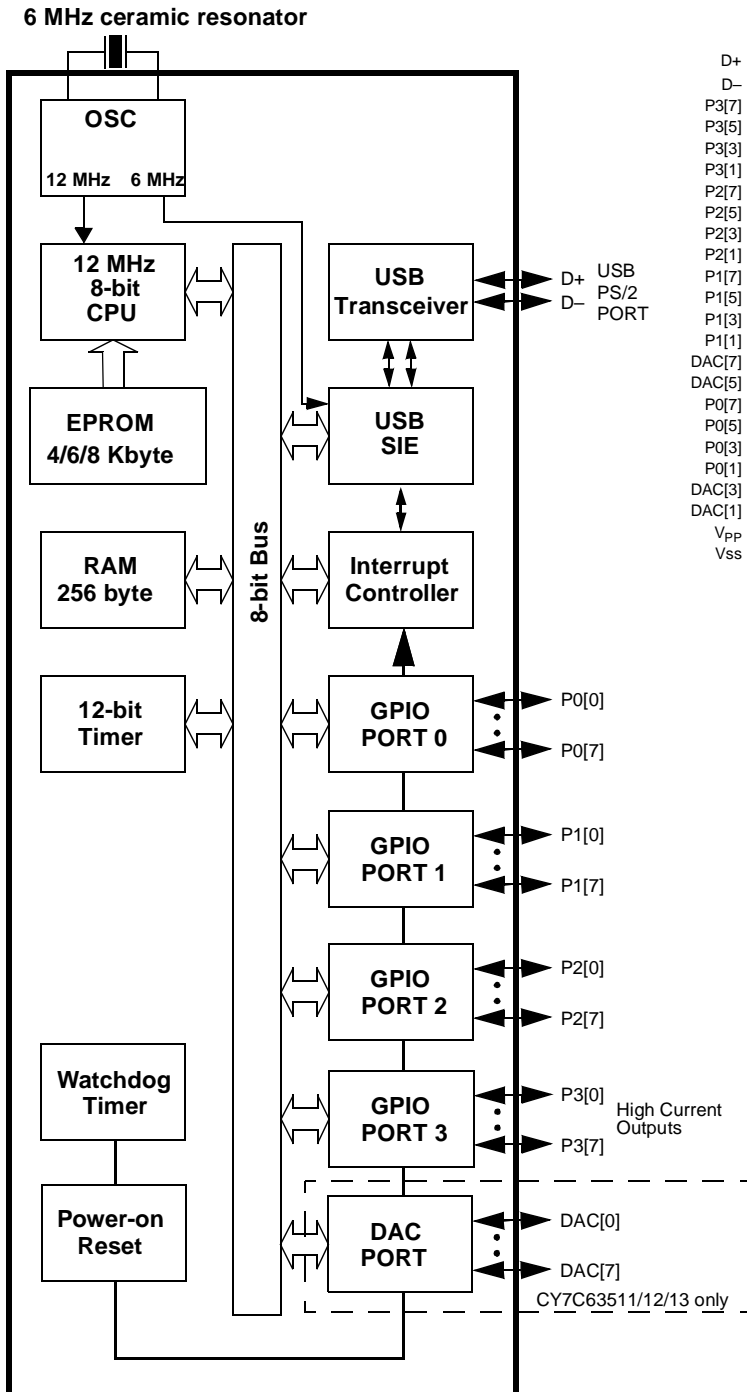 6 MHz ceramic resonator
OSC
12 MHz 6 MHz
12 MHz
8-bit
CPU
EPROM
4/6/8 Kbyte
RAM
256 byte
12-bit
Timer
Watchdog
Timer
Power-on
Reset
8-bit Bus
USB
Transceiver
USB
SIE
Interrupt
Controller
GPIO
PORT 0
GPIO
PORT 1
GPIO
PORT 2
GPIO
PORT 3
DAC
PORT
D+ USB
PS/2
D– PORT
P0[0]
P0[7]
P1[0]
P1[7]
P2[0]
P2[7]
P3[0]
High Current
Outputs
P3[7]
DAC[0]
DAC[7]
CY7C63511/12/13 only
D+
D–
P3[7]
P3[5]
P3[3]
P3[1]
P2[7]
P2[5]
P2[3]
P2[1]
P1[7]
P1[5]
P1[3]
P1[1]
DAC[7]
DAC[5]
P0[7]
P0[5]
P0[3]
P0[1]
DAC[3]
DAC[1]
VPP
Vss